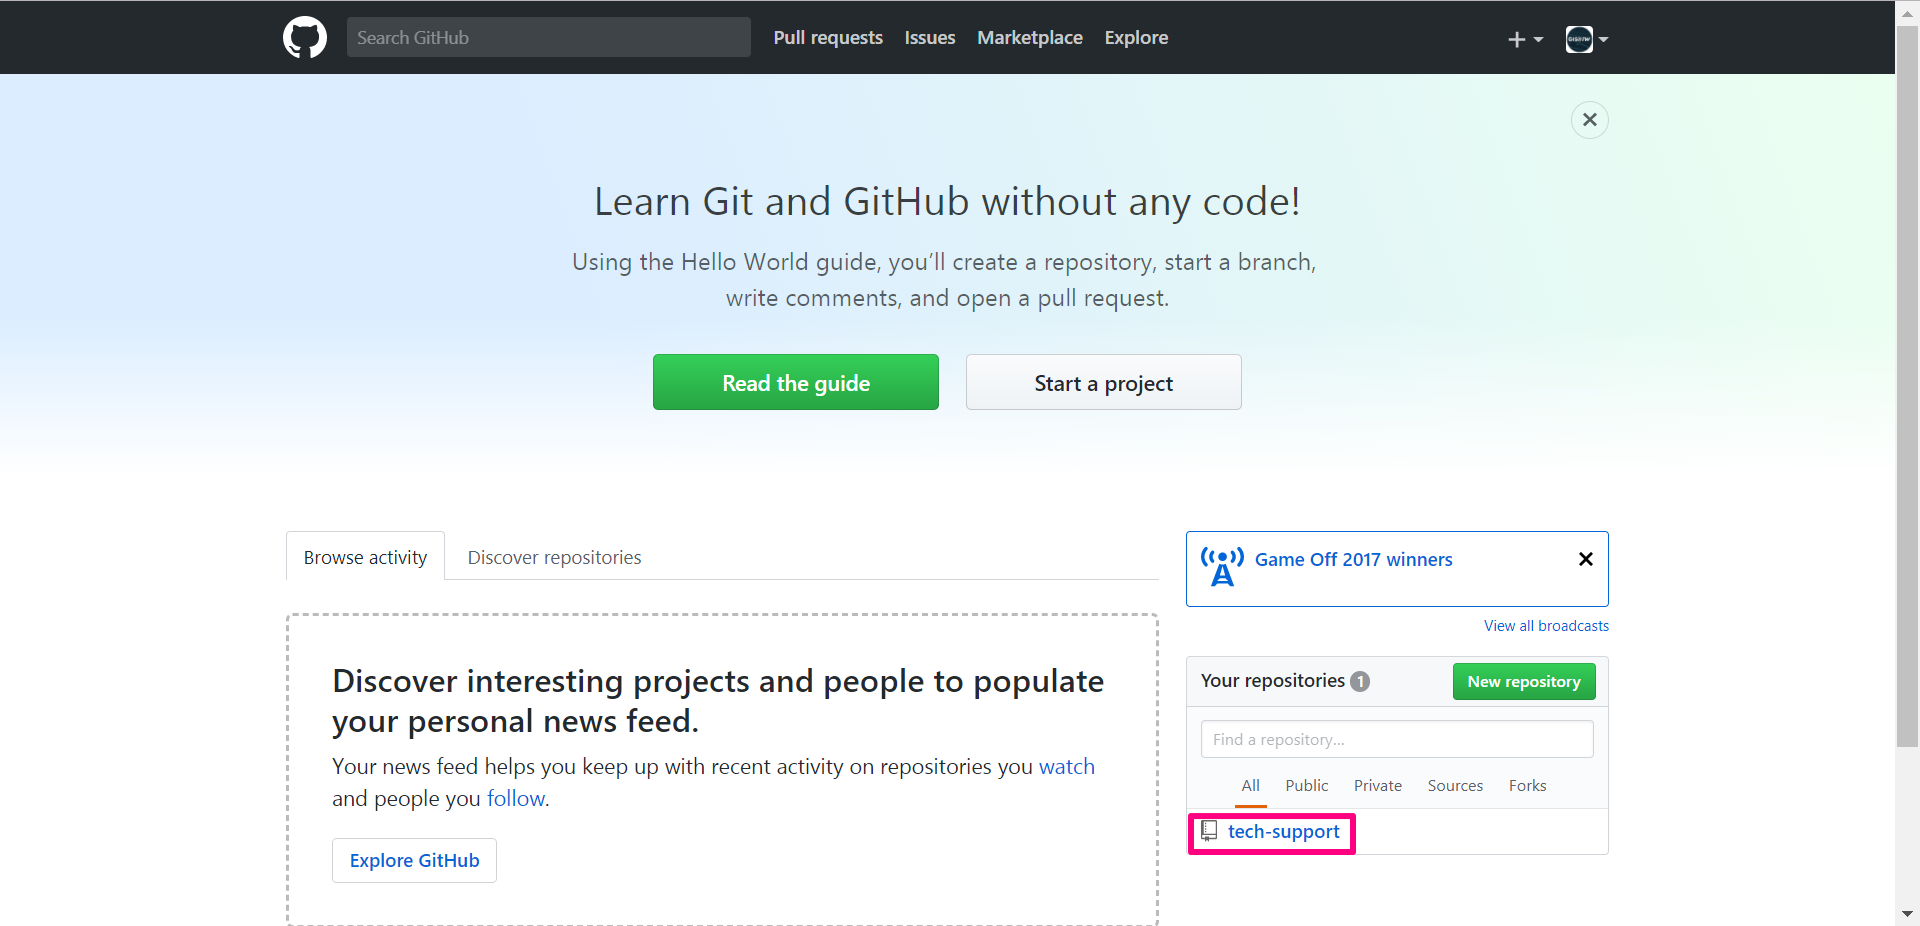 Search GitHub
Pull requests
Issues
Marketplace
Explore
Learn Git and GitHub without any code!
Using the Hello World guide, you’ll create a repository, start a branch,
write comments, and open a pull request.
Read the guide
Start a project
Browse activity
Discover repositories
Discover interesting projects and people to populate
your personal news feed.
Your news feed helps you keep up with recent activity on repositories you watch
and people you follow.
Explore GitHub
Game Off 2017 winners
View all broadcasts
Your repositories 1
New repository
Find a repository...
All
Public
Private
Sources
Forks
tech-support